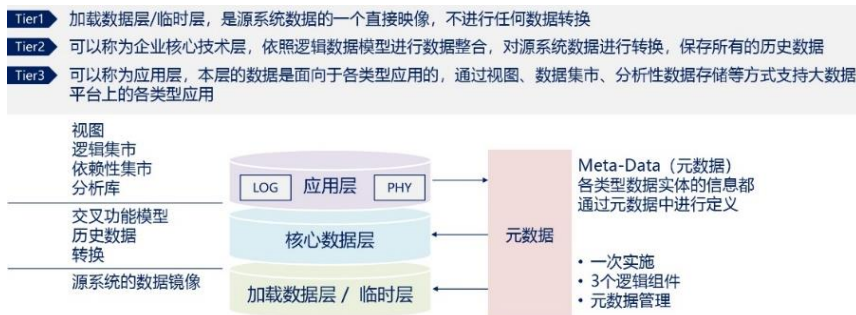 Tier1 加载数据层/临时层，是源系统数据的一个直接映像，不进行任何数据转换
Tier2 可以称为企业核心技术层，依照逻辑数据模型进行数据整合，对源系统数据进行转换，保存所有的历史数据
Tier3 可以称为应用层，本层的数据是面向于各类型应用的，通过视图、数据集市、分析性数据存储等方式支持大数据
平台上的各类型应用
视图
逻辑集市
依赖性集市
分析库
交叉功能模型
历史数据
转换
源系统的数据镜像
LOG 应用层 PHY
核心数据层
加载数据层 / 临时层
元数据
Meta-Data（元数据）
各类型数据实体的信息都
通过元数据中进行定义
• 一次实施
• 3个逻辑组件
• 元数据管理